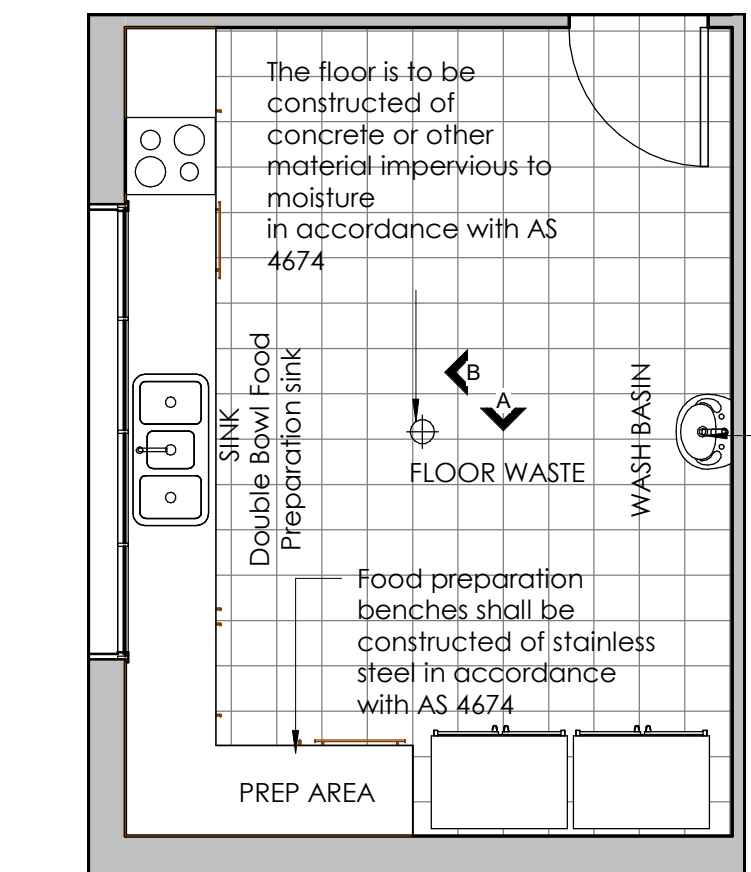 The floor is to be
constructed of
concrete or other
material impervious to
moisture
in accordance with AS
4674
B
A
SINK
Double Bowl Food
Preparation sink
FLOOR WASTE
WASH BASIN
Food preparation
benches shall be
constructed of stainless
steel in accordance
with AS 4674
PREP AREA